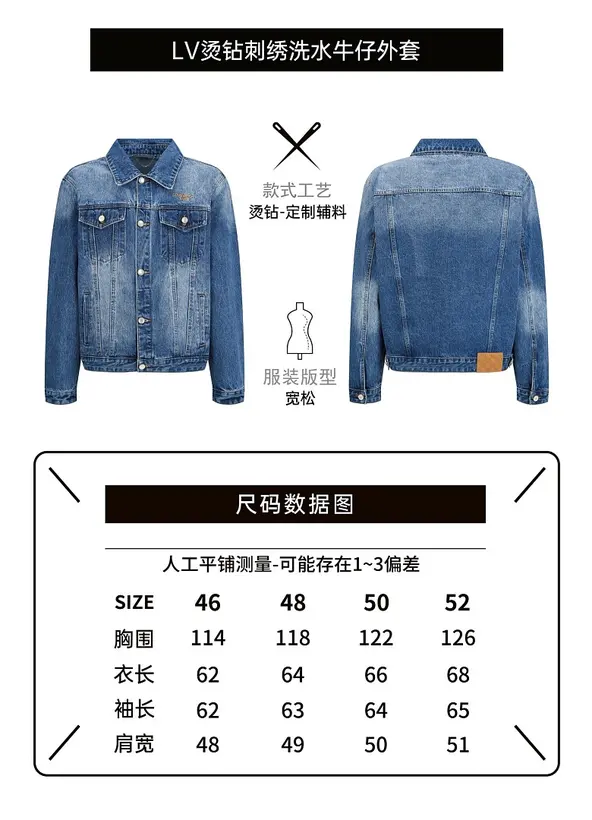 LV烫钻刺绣洗水牛仔外套
款式工艺
烫钻-定制辅料
服装版型
宽松
尺码数据图
人工平铺测量-可能存在1~3偏差
SIZE 46 48 50 52
胸围 114 118 122 126
衣长 62 64 66 68
袖长 62 63 64 65
肩宽 48 49 50 51